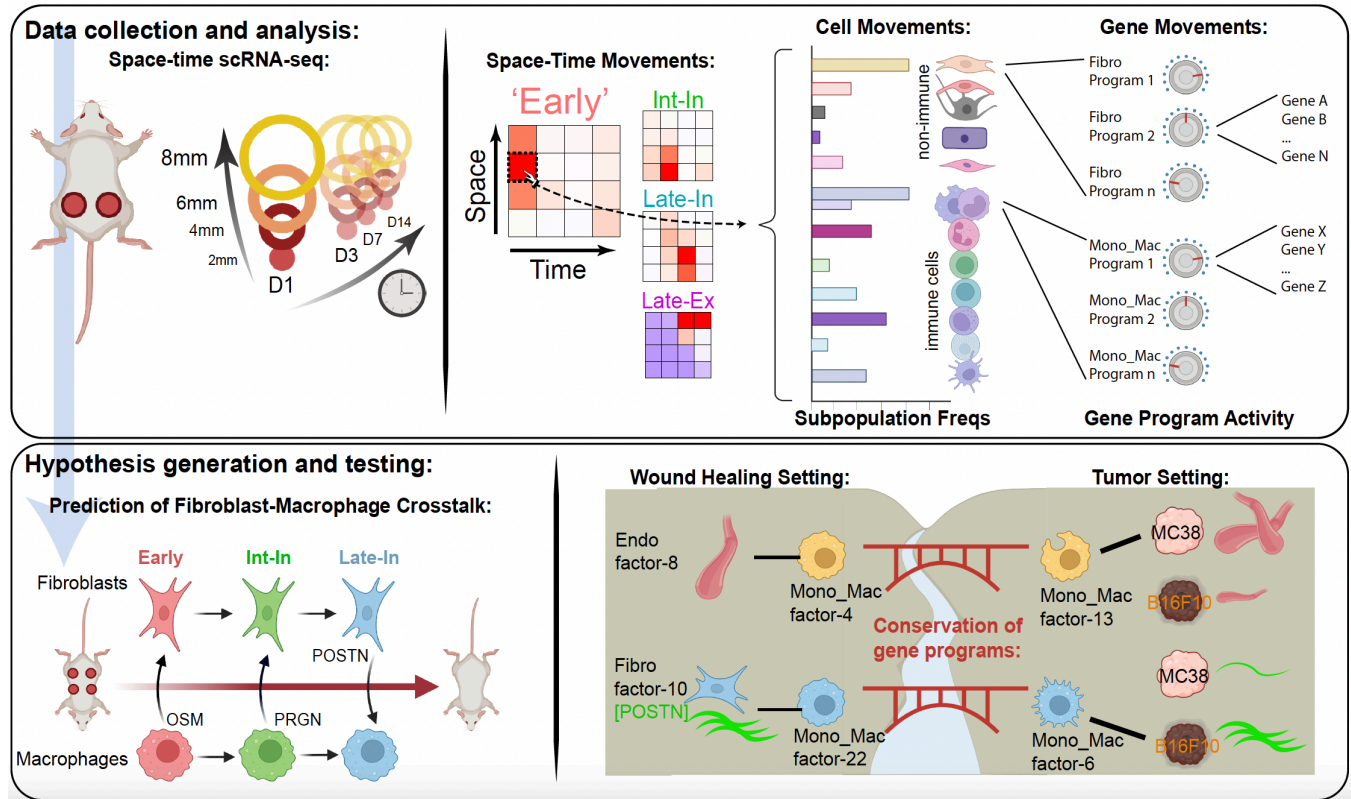 Data collection and analysis:
Space-time scRNA-seq:
8mm
6mm
4mm
2mm
D1
D3
D7
D14
Space-Time Movements:
'Early'
Space
Time
Int-In
Late-In
Late-Ex
Cell Movements:
non-immune
immune cells
Subpopulation Freqs
Gene Movements:
Fibro
Program 1
Fibro
Program 2
Fibro
Program n
Mono_Mac
Program 1
Mono_Mac
Program 2
Mono_Mac
Program n
Gene A
Gene B
...
Gene N
Gene X
Gene Y
...
Gene Z
Gene Program Activity
Hypothesis generation and testing:
Prediction of Fibroblast-Macrophage Crosstalk:
Early
Int-In
Late-In
Fibroblasts
POSTN
OSM
PRGN
Macrophages
Wound Healing Setting:
Tumor Setting:
Endo
factor-8
Mono_Mac
factor-4
Mono_Mac
factor-13
MC38
B16F10
Conservation of
gene programs:
Fibro
factor-10
[POSTN]
Mono_Mac
factor-22
Mono_Mac
factor-6
MC38
B16F10